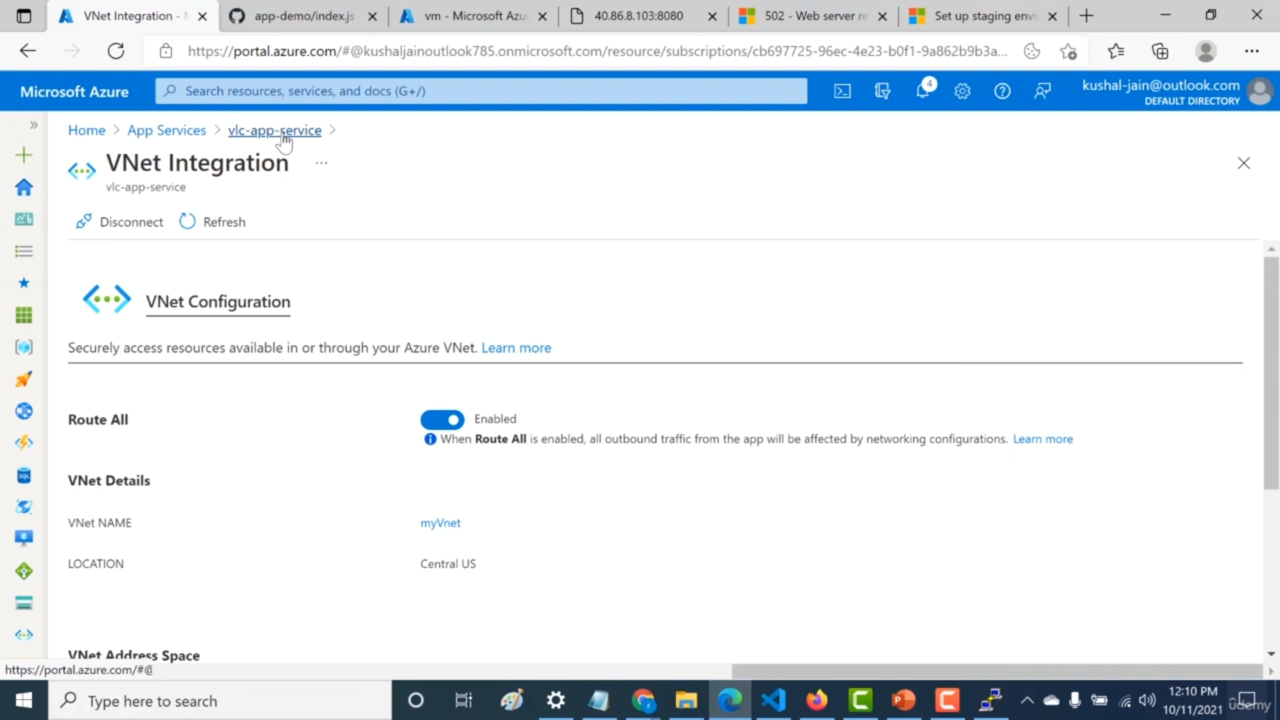 VNet Integration -
app-demo/index.js
vm - Microsoft Azu
40.86.8.103:8080
502 - Web server re
Set up staging envi
https://portal.azure.com/#@kushaljainoutlook785.onmicrosoft.com/resource/subscriptions/cb697725-96ec-4e23-b0f1-9a862b9b3a...
Microsoft Azure
Search resources, services, and docs (G+/)
4
kushal-jain@outlook.com
DEFAULT DIRECTORY
Home > App Services > vlc-app-service >
VNet Integration ...
vlc-app-service
Disconnect Refresh
VNet Configuration
Securely access resources available in or through your Azure VNet. Learn more
Route All
Enabled
When Route All is enabled, all outbound traffic from the app will be affected by networking configurations. Learn more
VNet Details
VNet NAME
myVnet
LOCATION
Central US
VNet Address Space
https://portal.azure.com/#@
Type here to search
12:10 PM
10/11/2021
udemy